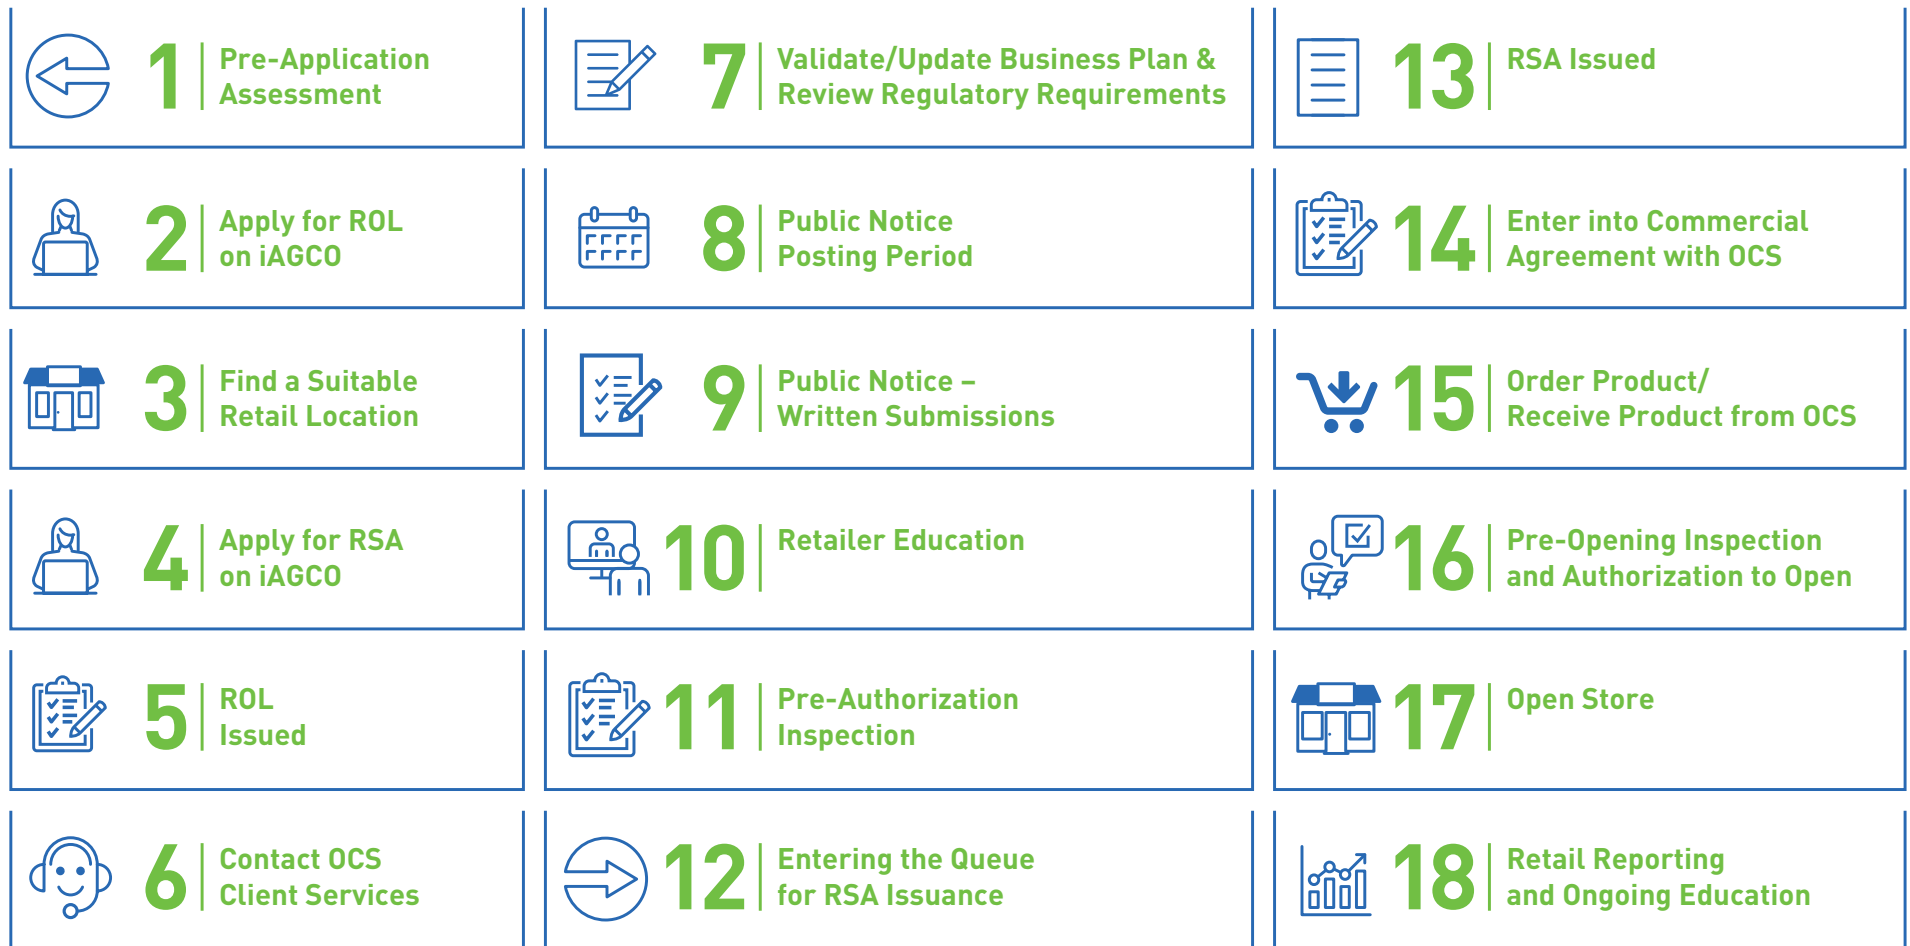 1
Pre-Application
Assessment
2
Apply for ROL
on iAGCO
3
Find a Suitable
Retail Location
4
Apply for RSA
on iAGCO
5
ROL
Issued
6
Contact OCS
Client Services
7
Validate/Update Business Plan &
Review Regulatory Requirements
8
Public Notice
Posting Period
9
Public Notice –
Written Submissions
10
Retailer Education
11
Pre-Authorization
Inspection
12
Entering the Queue
for RSA Issuance
13
RSA Issued
14
Enter into Commercial
Agreement with OCS
15
Order Product/
Receive Product from OCS
16
Pre-Opening Inspection
and Authorization to Open
17
Open Store
18
Retail Reporting
and Ongoing Education